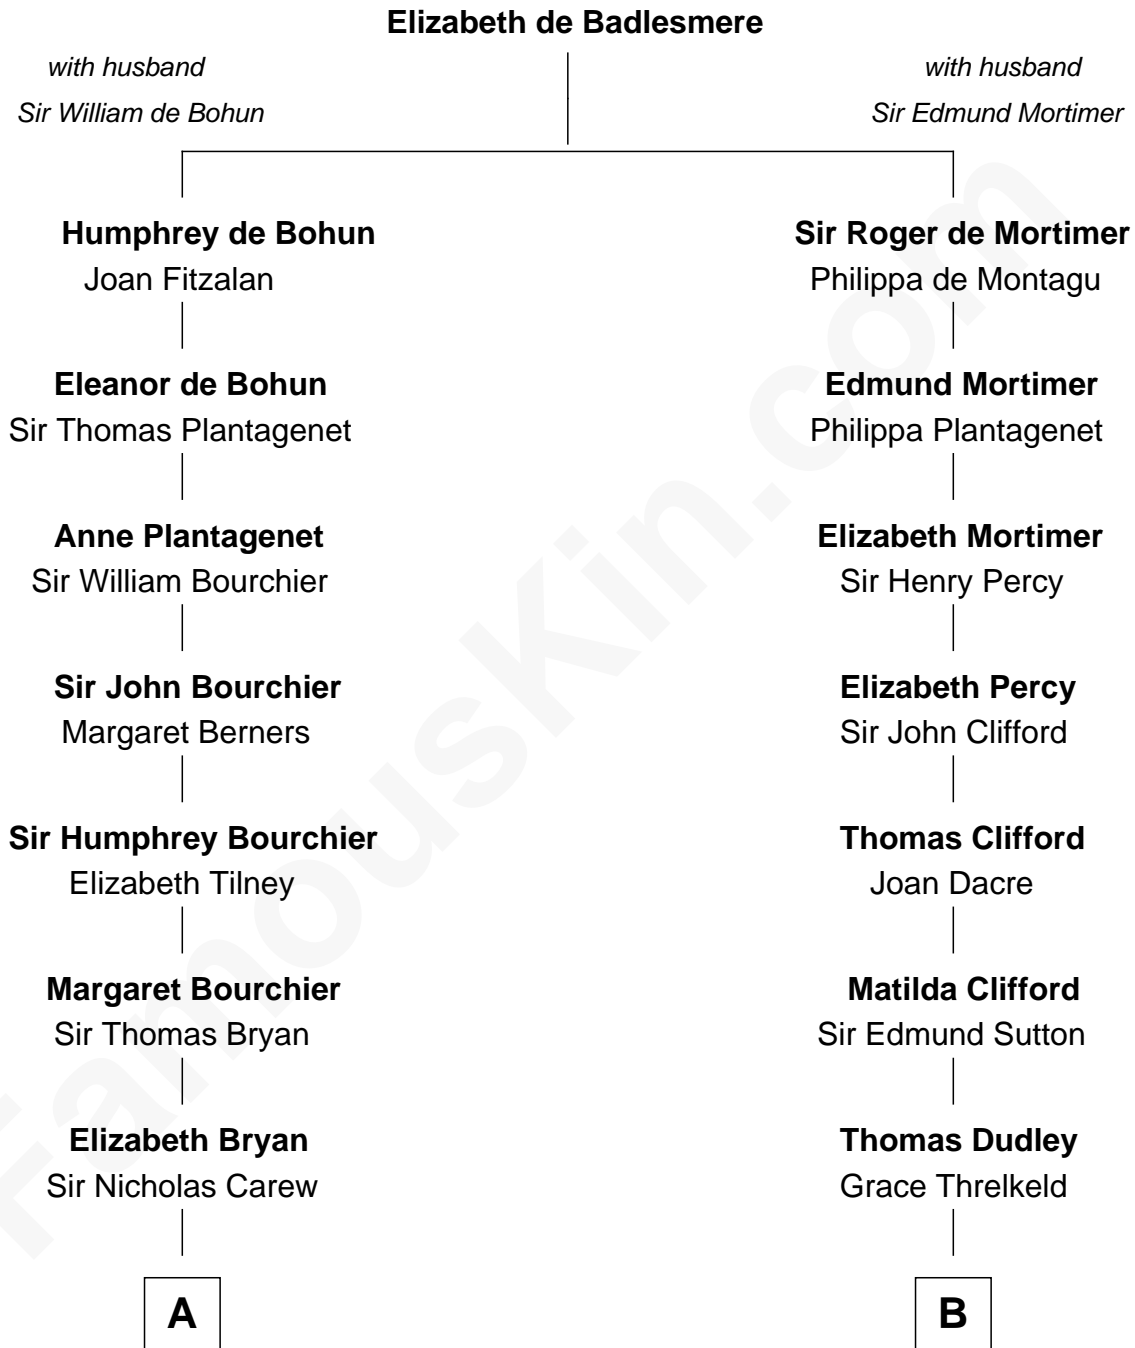 Elizabeth de Badlesmere
with husband
Sir William de Bohun
with husband
Sir Edmund Mortimer
Humphrey de Bohun
Joan Fitzalan
Sir Roger de Mortimer
Philippa de Montagu
Eleanor de Bohun
Sir Thomas Plantagenet
Edmund Mortimer
Philippa Plantagenet
Anne Plantagenet
Sir William Bourchier
Elizabeth Mortimer
Sir Henry Percy
Sir John Bourchier
Margaret Berners
Elizabeth Percy
Sir John Clifford
Sir Humphrey Bourchier
Elizabeth Tilney
Thomas Clifford
Joan Dacre
Margaret Bourchier
Sir Thomas Bryan
Matilda Clifford
Sir Edmund Sutton
Elizabeth Bryan
Sir Nicholas Carew
Thomas Dudley
Grace Threlkeld
A
B
FamousKin.com